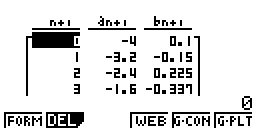 n+1 an+1 bn+1
0 -4 0.1
1 -3.2 -0.15
2 -2.4 0.225
3 -1.6 -0.337
0
FORM DEL WEB G·CON G·PLT